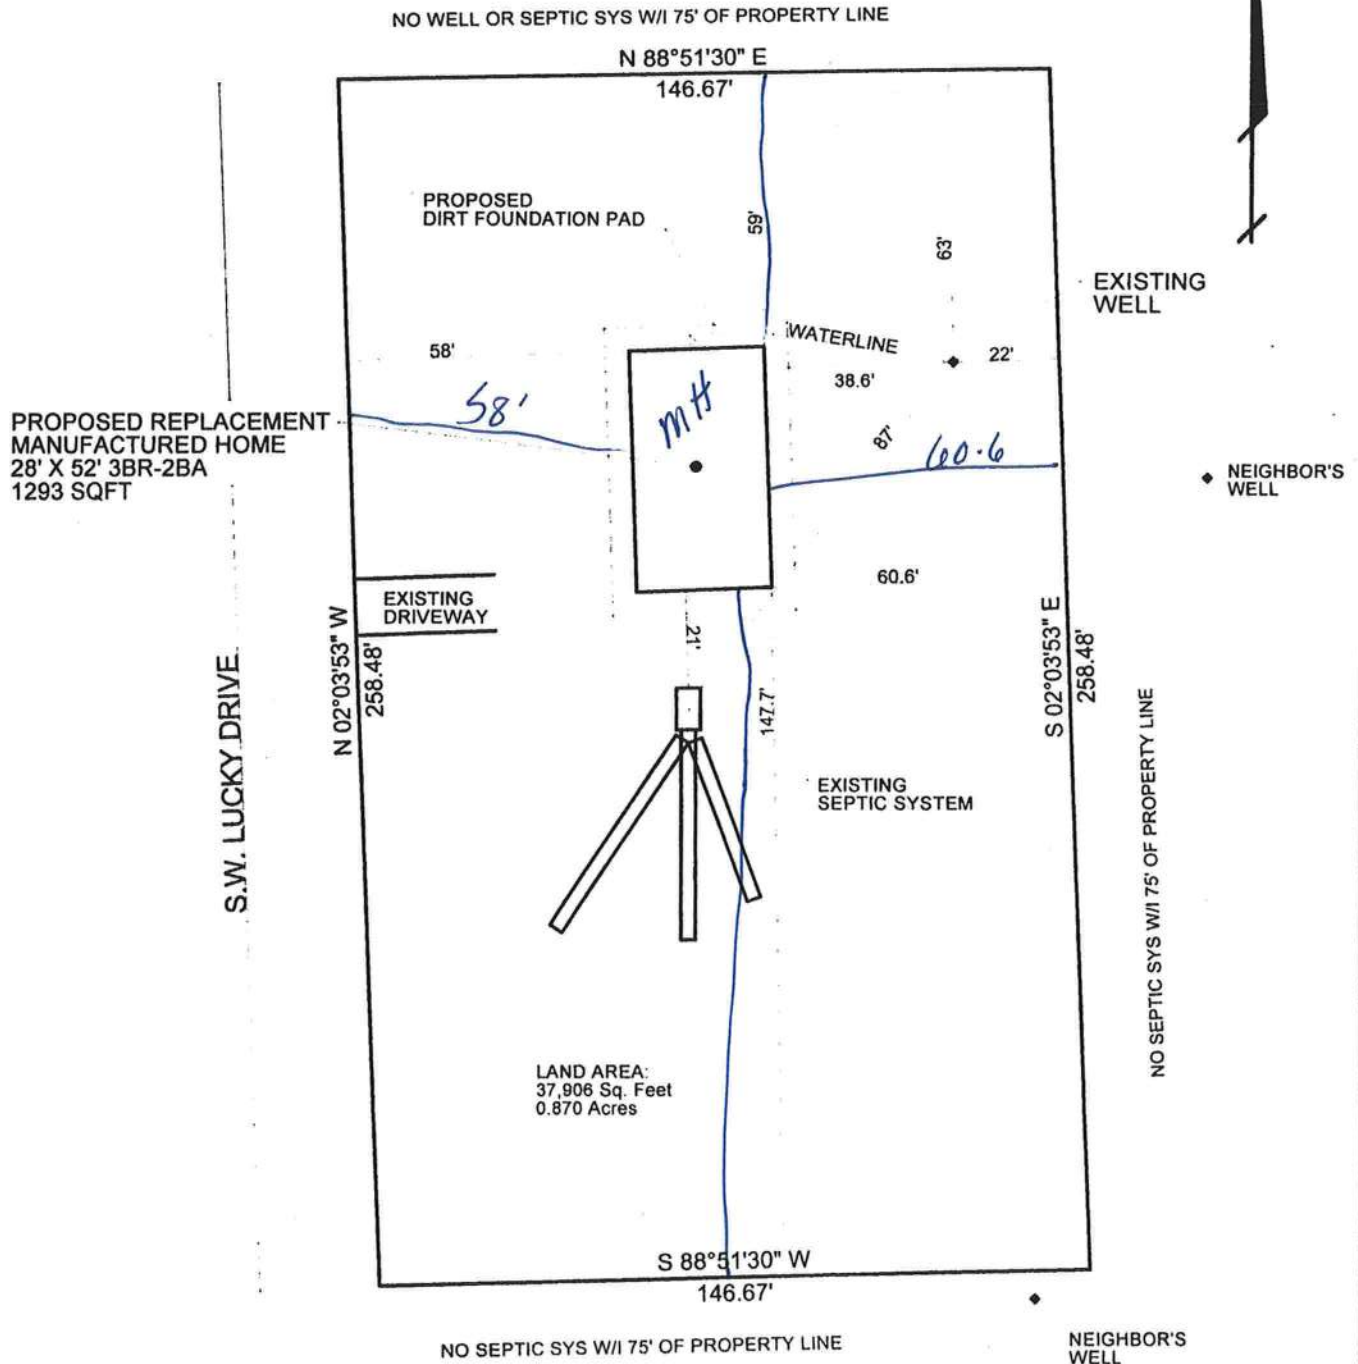 NO WELL OR SEPTIC SYS W/I 75' OF PROPERTY LINE
N 88°51'30" E
146.67'
PROPOSED
DIRT FOUNDATION PAD
59'
63'
EXISTING
WELL
WATERLINE
58'
22'
38.6'
58'
MH
87'
60.6
PROPOSED REPLACEMENT
MANUFACTURED HOME
28' X 52' 3BR-2BA
1293 SQFT
NEIGHBOR'S
WELL
60.6'
EXISTING
DRIVEWAY
21'
N 02°03'53" W
258.48'
S 02°03'53" E
258.48'
S.W. LUCKY DRIVE
147.7'
EXISTING
SEPTIC SYSTEM
NO SEPTIC SYS W/I 75' OF PROPERTY LINE
LAND AREA:
37,906 Sq. Feet
0.870 Acres
S 88°51'30" W
146.67'
NO SEPTIC SYS W/I 75' OF PROPERTY LINE
NEIGHBOR'S
WELL